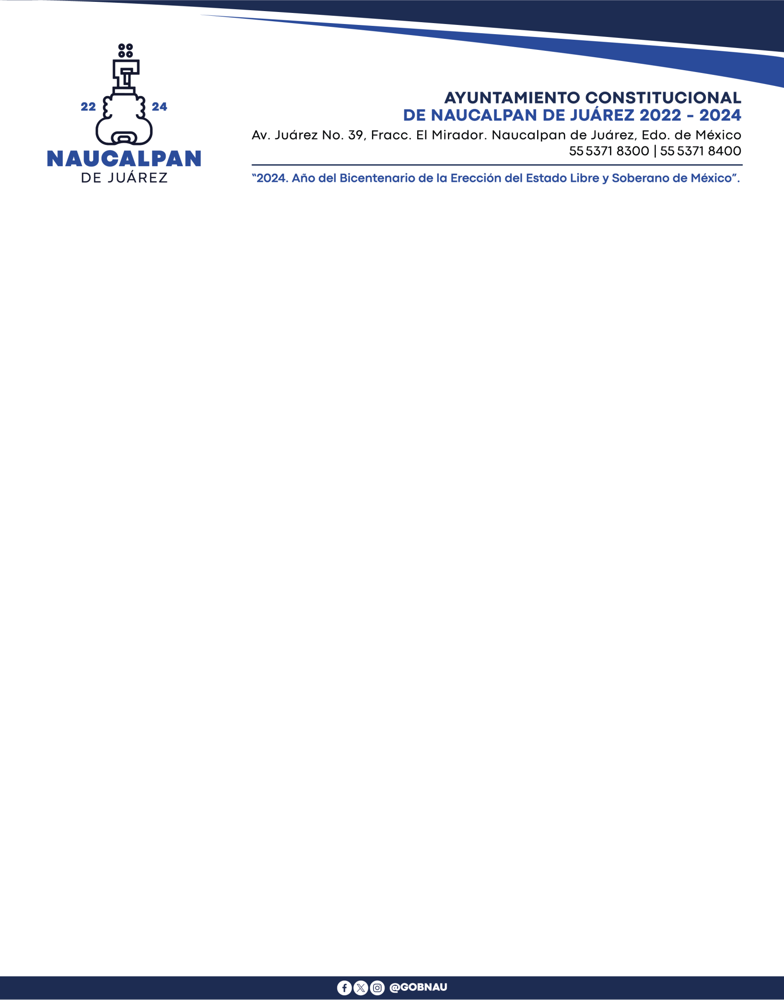 22 24
NAUCALPAN
DE JUÁREZ
AYUNTAMIENTO CONSTITUCIONAL
DE NAUCALPAN DE JUÁREZ 2022 - 2024
Av. Juárez No. 39, Fracc. El Mirador. Naucalpan de Juárez, Edo. de México
55 5371 8300 | 55 5371 8400
“2024. Año del Bicentenario de la Erección del Estado Libre y Soberano de México”.
@GOBNAU